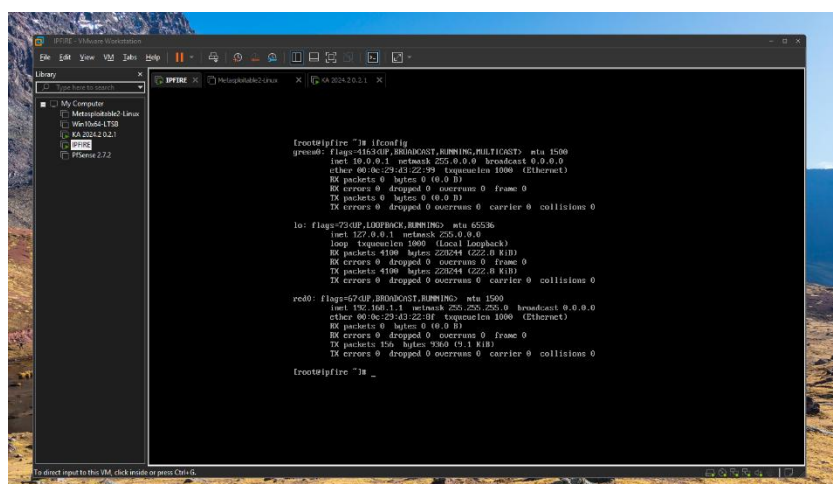 IPFIRE - VMware Workstation
File Edit View VM Tabs Help
Library
Type here to search
My Computer
Metasploitable2-Linux
Win10x64-LTSB
KA 2024.2 0.2.1
IPFIRE
PfSense 2.7.2
IPFIRE
Metasploitable2-Linux
KA 2024.2 0.2.1
[root@ipfire ~]# ifconfig
green0: flags=4163<UP,BROADCAST,RUNNING,MULTICAST> mtu 1500
inet 10.0.0.1 netmask 255.0.0.0 broadcast 0.0.0.0
ether 00:0c:29:d3:22:99 txqueuelen 1000 (Ethernet)
RX packets 0 bytes 0 (0.0 B)
RX errors 0 dropped 0 overruns 0 frame 0
TX packets 0 bytes 0 (0.0 B)
TX errors 0 dropped 0 overruns 0 carrier 0 collisions 0
lo: flags=73<UP,LOOPBACK,RUNNING> mtu 65536
inet 127.0.0.1 netmask 255.0.0.0
loop txqueuelen 1000 (Local Loopback)
RX packets 4100 bytes 228244 (222.8 KiB)
RX errors 0 dropped 0 overruns 0 frame 0
TX packets 4100 bytes 228244 (222.8 KiB)
TX errors 0 dropped 0 overruns 0 carrier 0 collisions 0
red0: flags=67<UP,BROADCAST,RUNNING> mtu 1500
inet 192.168.1.1 netmask 255.255.255.0 broadcast 0.0.0.0
ether 00:0c:29:d3:22:8f txqueuelen 1000 (Ethernet)
RX packets 0 bytes 0 (0.0 B)
RX errors 0 dropped 0 overruns 0 frame 0
TX packets 156 bytes 9360 (9.1 KiB)
TX errors 0 dropped 0 overruns 0 carrier 0 collisions 0
[root@ipfire ~]# _
To direct input to this VM, click inside or press Ctrl+G.